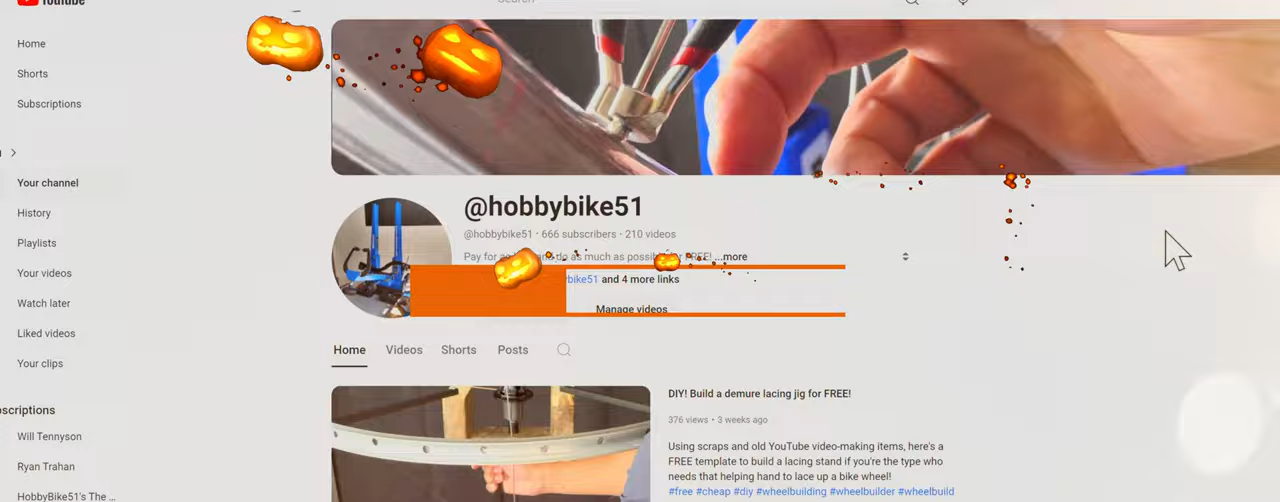 YouTube
Search
Home
Shorts
Subscriptions
Your channel
History
Playlists
Your videos
Watch later
Liked videos
Your clips
bscriptions
Will Tennyson
Ryan Trahan
HobbyBike51's The ...
@hobbybike51
@hobbybike51 · 666 subscribers · 210 videos
Pay for as do as much as possible FREE! ...more
bike51 and 4 more links
Manage videos
Home Videos Shorts Posts
DIY! Build a demure lacing jig for FREE!
376 views · 3 weeks ago
Using scraps and old YouTube video-making items, here's a
FREE template to build a lacing stand if you're the type who
needs that helping hand to lace up a bike wheel!
#free #cheap #diy #wheelbuilding #wheelbuilder #wheelbuild